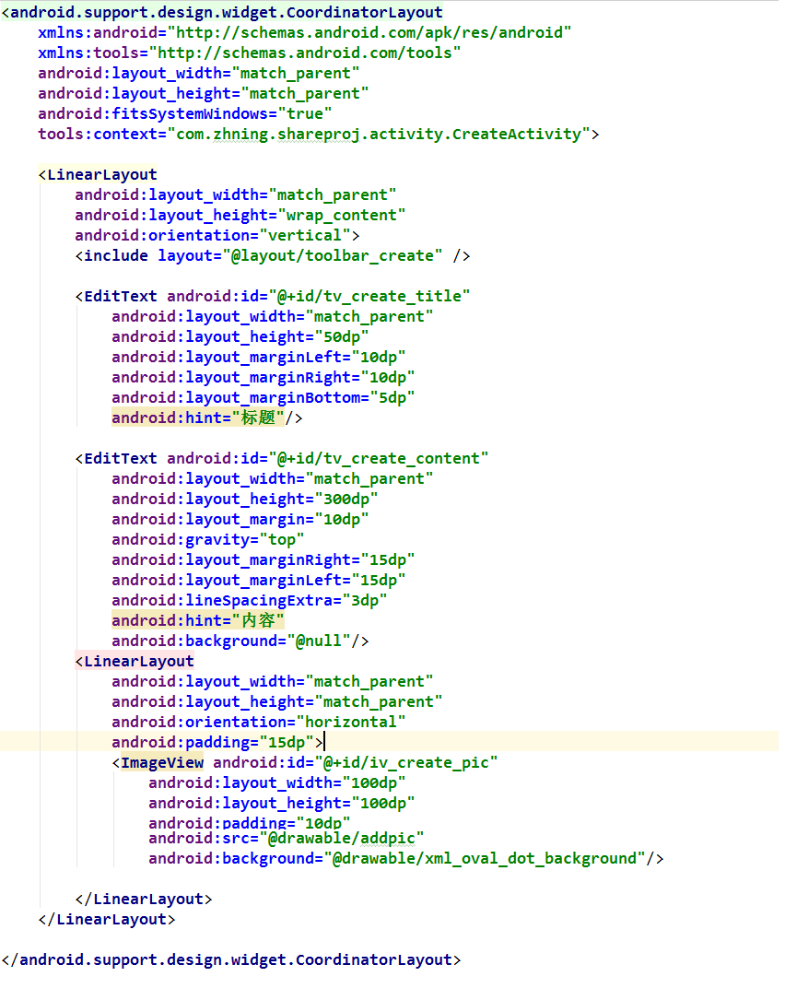 <android.support.design.widget.CoordinatorLayout
    xmlns:android="http://schemas.android.com/apk/res/android"
    xmlns:tools="http://schemas.android.com/tools"
    android:layout_width="match_parent"
    android:layout_height="match_parent"
    android:fitsSystemWindows="true"
    tools:context="com.zhning.shareproj.activity.CreateActivity">

    <LinearLayout
        android:layout_width="match_parent"
        android:layout_height="wrap_content"
        android:orientation="vertical">
        <include layout="@layout/toolbar_create" />

        <EditText android:id="@+id/tv_create_title"
            android:layout_width="match_parent"
            android:layout_height="50dp"
            android:layout_marginLeft="10dp"
            android:layout_marginRight="10dp"
            android:layout_marginBottom="5dp"
            android:hint="标题"/>

        <EditText android:id="@+id/tv_create_content"
            android:layout_width="match_parent"
            android:layout_height="300dp"
            android:layout_margin="10dp"
            android:gravity="top"
            android:layout_marginRight="15dp"
            android:layout_marginLeft="15dp"
            android:lineSpacingExtra="3dp"
            android:hint="内容"
            android:background="@null"/>
        <LinearLayout
            android:layout_width="match_parent"
            android:layout_height="match_parent"
            android:orientation="horizontal"
            android:padding="15dp">
            <ImageView android:id="@+id/iv_create_pic"
                android:layout_width="100dp"
                android:layout_height="100dp"
                android:padding="10dp"
                android:src="@drawable/addpic"
                android:background="@drawable/xml_oval_dot_background"/>

        </LinearLayout>
    </LinearLayout>

</android.support.design.widget.CoordinatorLayout>